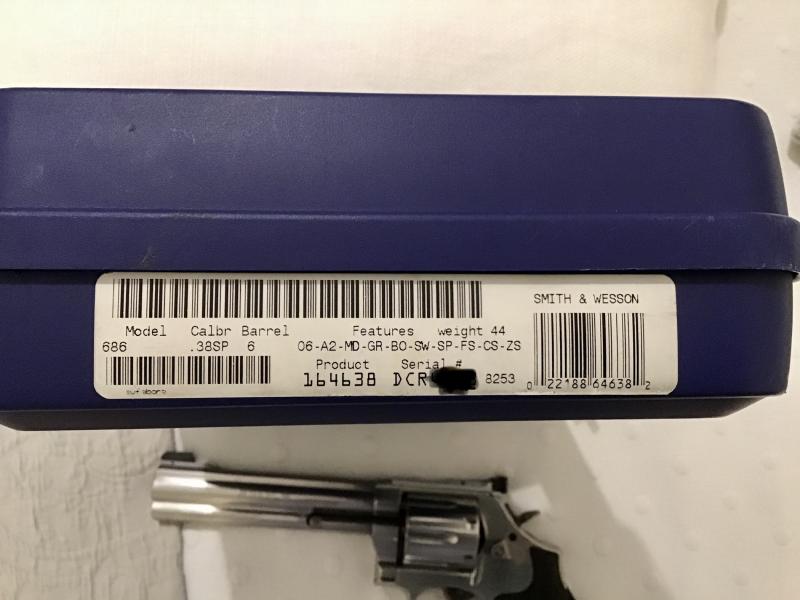 SMITH & WESSON
Model Calbr Barrel Features weight 44
686 .38SP 6 06-A2-MD-GR-BO-SW-SP-FS-CS-ZS
Product Serial #
164638 DCR 8253
0 22188 64638 2